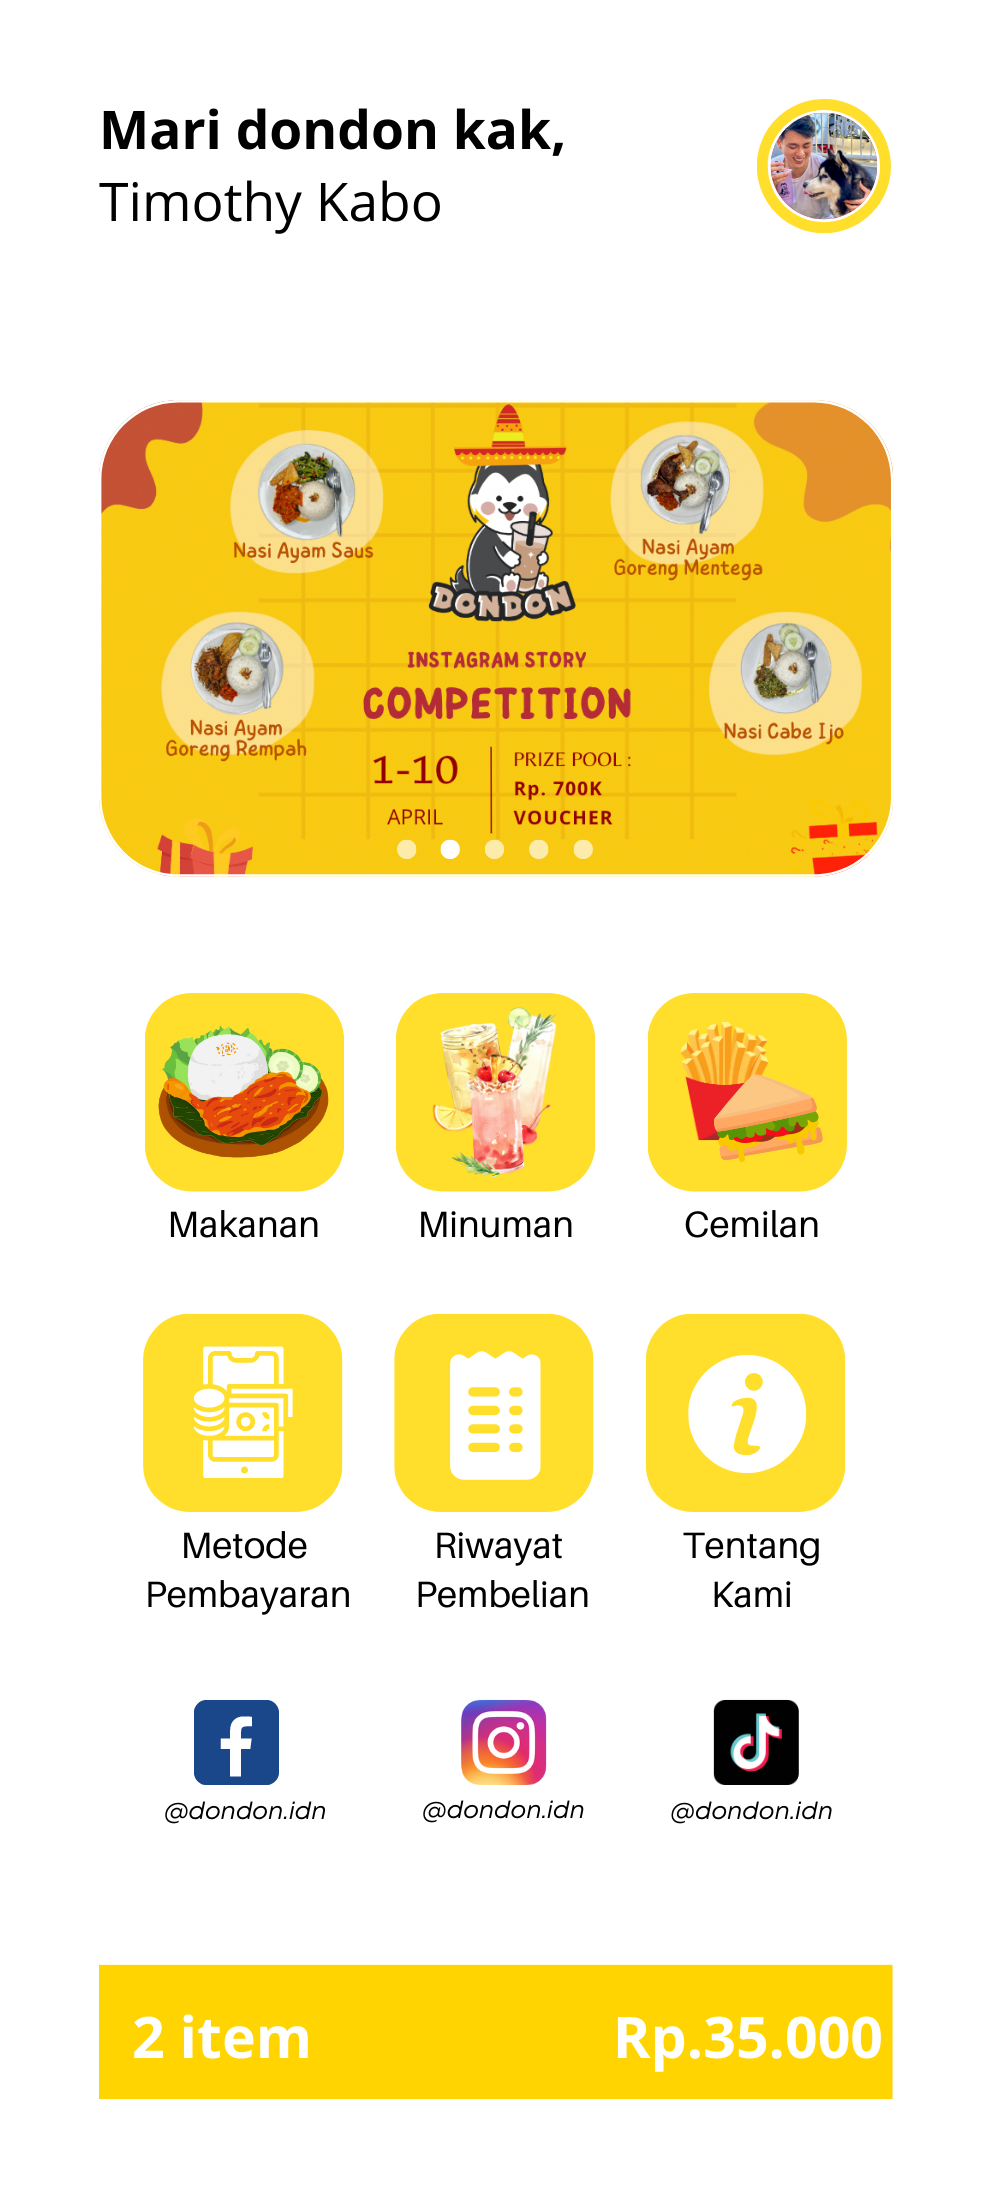 Mari dondon kak,
Timothy Kabo
Nasi Ayam Saus
Nasi Ayam
Goreng Mentega
DONDON
Nasi Ayam
Goreng Rempah
Nasi Cabe Ijo
INSTAGRAM STORY
COMPETITION
1-10
APRIL
PRIZE POOL :
Rp. 700K
VOUCHER
Makanan
Minuman
Cemilan
Metode
Pembayaran
Riwayat
Pembelian
Tentang
Kami
@dondon.idn
@dondon.idn
@dondon.idn
2 item
Rp.35.000